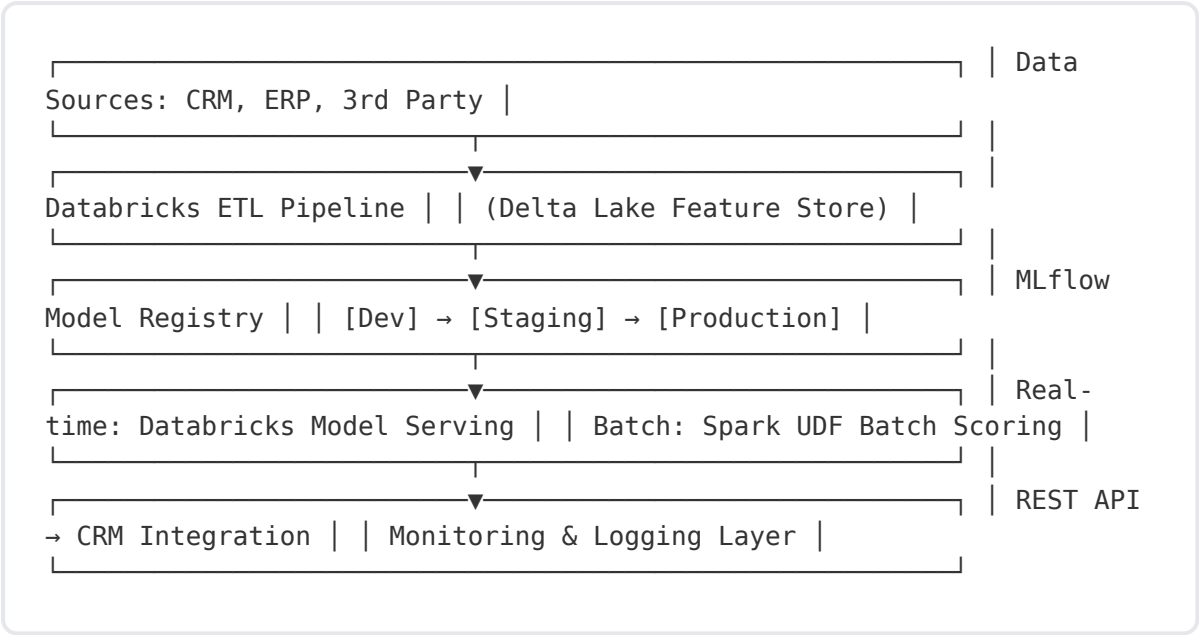 ┌──────────────────────────────────────────────────────────┐ │ Data
Sources: CRM, ERP, 3rd Party │
└───────────────────────────┬──────────────────────────────┘ │
┌───────────────────────────▼──────────────────────────────┐ │
Databricks ETL Pipeline │ │ (Delta Lake Feature Store) │
└───────────────────────────┬──────────────────────────────┘ │
┌───────────────────────────▼──────────────────────────────┐ │ MLflow
Model Registry │ │ [Dev] → [Staging] → [Production] │
└───────────────────────────┬──────────────────────────────┘ │
┌───────────────────────────▼──────────────────────────────┐ │ Real-
time: Databricks Model Serving │ │ Batch: Spark UDF Batch Scoring │
└───────────────────────────┬──────────────────────────────┘ │
┌───────────────────────────▼──────────────────────────────┐ │ REST API
→ CRM Integration │ │ Monitoring & Logging Layer │
└──────────────────────────────────────────────────────────┘